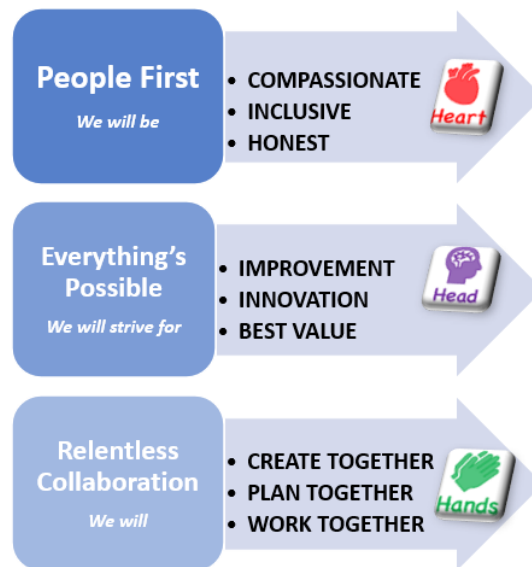 People First
We will be
• COMPASSIONATE
• INCLUSIVE
• HONEST
Heart
Everything's
Possible
We will strive for
• IMPROVEMENT
• INNOVATION
• BEST VALUE
Head
Relentless
Collaboration
We will
• CREATE TOGETHER
• PLAN TOGETHER
• WORK TOGETHER
Hands